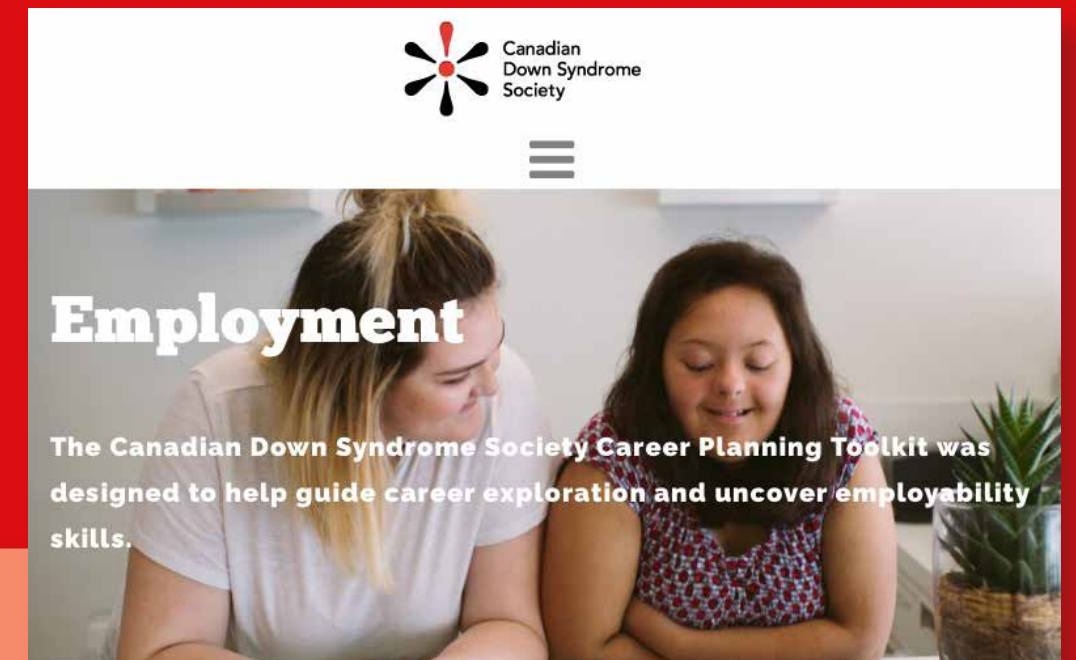 Canadian
Down Syndrome
Society
Employment
The Canadian Down Syndrome Society Career Planning Toolkit was
designed to help guide career exploration and uncover employability
skills.